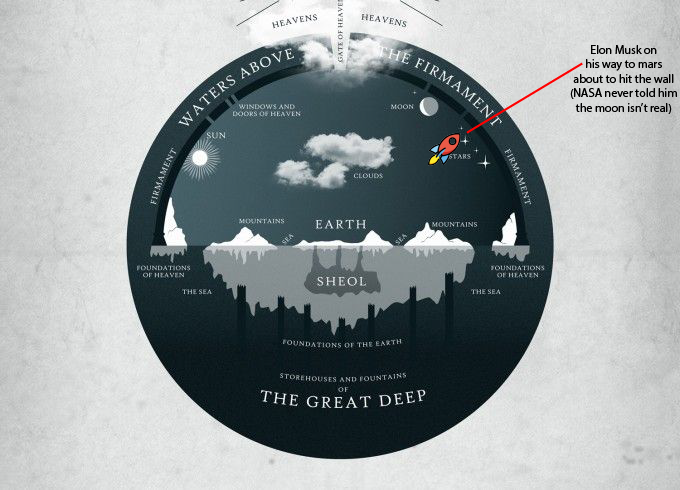 HEAVENS
GATE OF HEAVEN
HEAVENS
WATERS ABOVE
THE FIRMAMENT
Elon Musk on
his way to mars
about to hit the wall
(NASA never told him
the moon isn't real)
WINDOWS AND
DOORS OF HEAVEN
MOON
SUN
STARS
FIRMAMENT
FIRMAMENT
CLOUDS
MOUNTAINS
EARTH
MOUNTAINS
SEA
SEA
FOUNDATIONS
OF HEAVEN
SHEOL
FOUNDATIONS
OF HEAVEN
THE SEA
THE SEA
FOUNDATIONS OF THE EARTH
STOREHOUSES AND FOUNTAINS
OF
THE GREAT DEEP